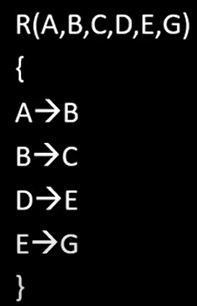 R(A,B,C,D,E,G)
{
A→B
B→C
D→E
E→G
}